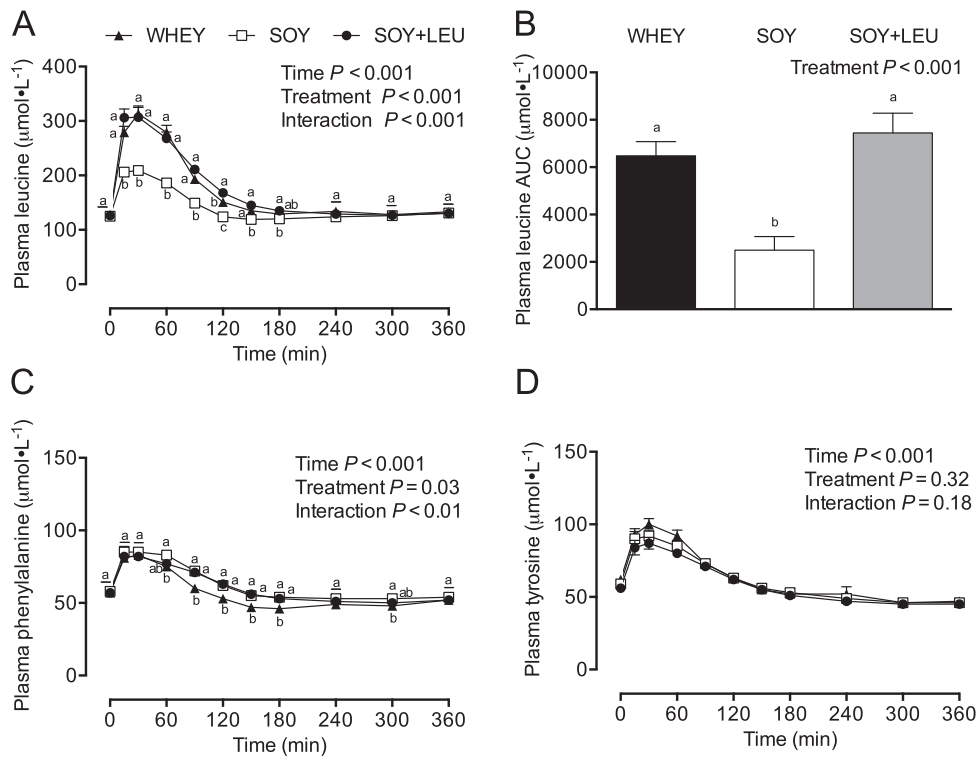 A
WHEY SOY SOY+LEU
Plasma leucine (µmol•L-1)
400
300
200
100
0
Time P < 0.001
Treatment P < 0.001
Interaction P < 0.001
a a a a a a a a a a a a a ab a a a
a b b b b b b c b b
0 60 120 180 240 300 360
Time (min)
B
WHEY SOY SOY+LEU
Treatment P < 0.001
Plasma leucine AUC (µmol•L-1)
10000
8000
6000
4000
2000
0
a b a
C
Plasma phenylalanine (µmol•L-1)
150
100
50
0
Time P < 0.001
Treatment P = 0.03
Interaction P < 0.01
a a a a a a a a a a a a a ab a
ab b b b b b b
0 60 120 180 240 300 360
Time (min)
D
Plasma tyrosine (µmol•L-1)
150
100
50
0
Time P < 0.001
Treatment P = 0.32
Interaction P = 0.18
0 60 120 180 240 300 360
Time (min)